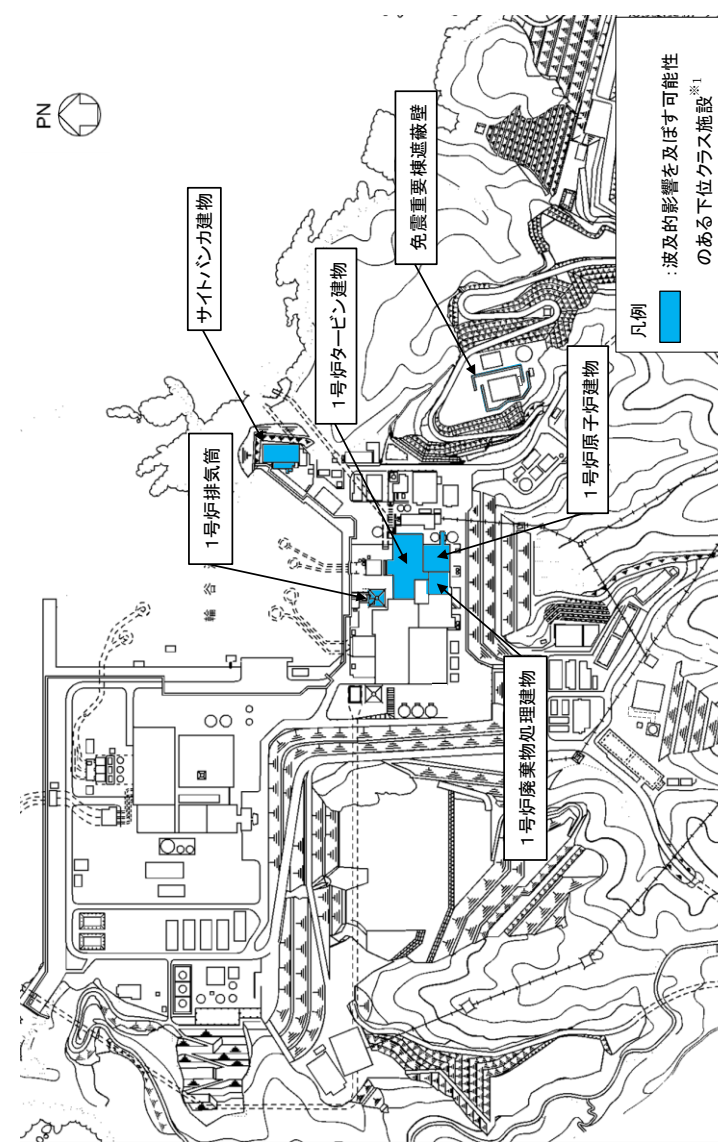 PN
サイトバンカ建物
1号炉タービン建物
免震重要棟遮蔽壁
1号炉排気筒
輪谷
1号炉原子炉建物
1号炉廃棄物処理建物
凡例
:波及的影響を及ぼす可能性
のある下位クラス施設※1